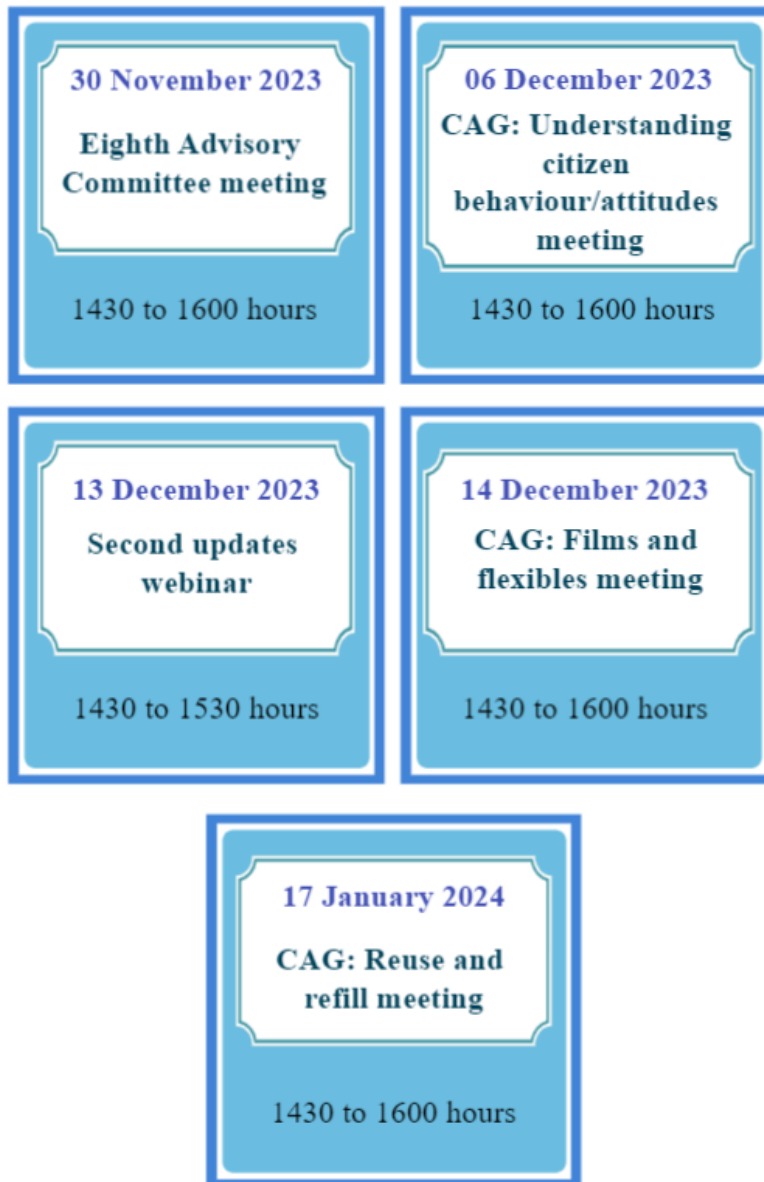 30 November 2023
Eighth Advisory
Committee meeting
1430 to 1600 hours
06 December 2023
CAG: Understanding
citizen
behaviour/attitudes
meeting
1430 to 1600 hours
13 December 2023
Second updates
webinar
1430 to 1530 hours
14 December 2023
CAG: Films and
flexibles meeting
1430 to 1600 hours
17 January 2024
CAG: Reuse and
refill meeting
1430 to 1600 hours